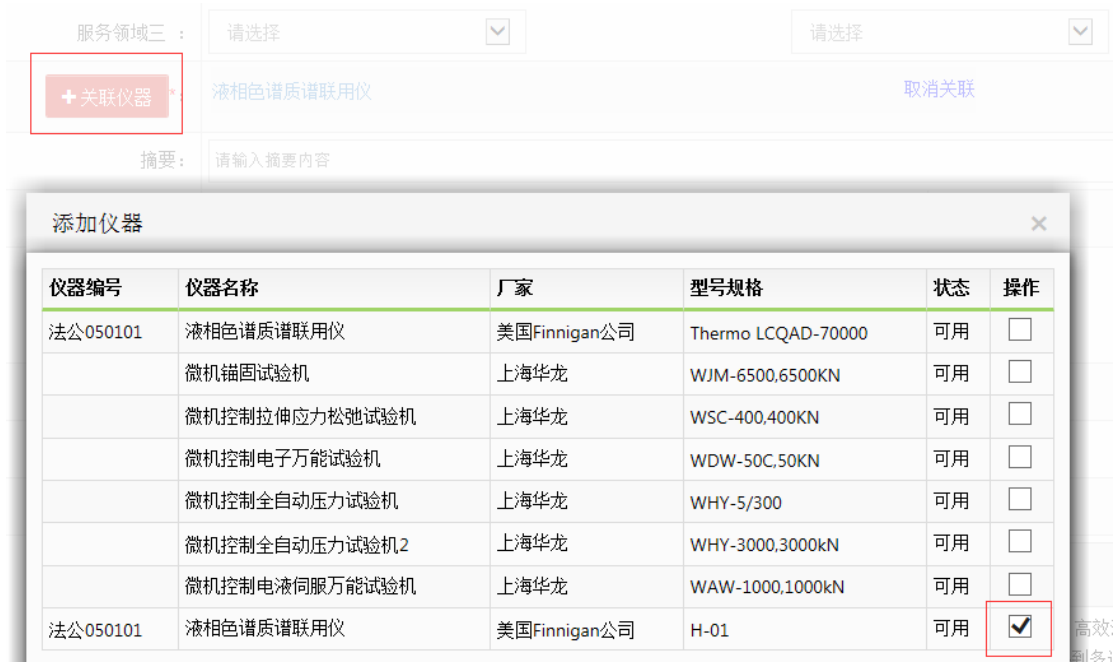 服务领域三 : 请选择 请选择
+关联仪器 *: 液相色谱质谱联用仪 取消关联
摘要: 请输入摘要内容
添加仪器 ×
仪器编号 仪器名称 厂家 型号规格 状态 操作
法公050101 液相色谱质谱联用仪 美国Finnigan公司 Thermo LCQAD-70000 可用
微机锚固试验机 上海华龙 WJM-6500,6500KN 可用
微机控制拉伸应力松弛试验机 上海华龙 WSC-400,400KN 可用
微机控制电子万能试验机 上海华龙 WDW-50C,50KN 可用
微机控制全自动压力试验机 上海华龙 WHY-5/300 可用
微机控制全自动压力试验机2 上海华龙 WHY-3000,3000kN 可用
微机控制电液伺服万能试验机 上海华龙 WAW-1000,1000kN 可用
法公050101 液相色谱质谱联用仪 美国Finnigan公司 H-01 可用
高效
到多